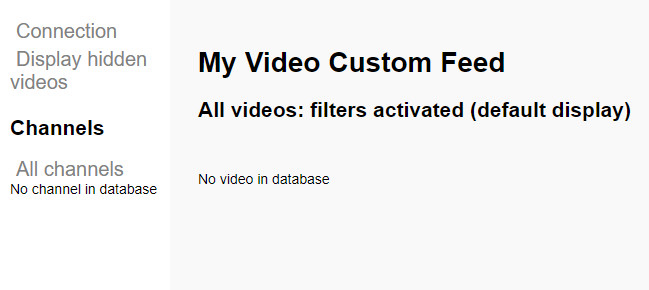 Connection
Display hidden
videos
Channels
All channels
No channel in database
My Video Custom Feed
All videos: filters activated (default display)
No video in database